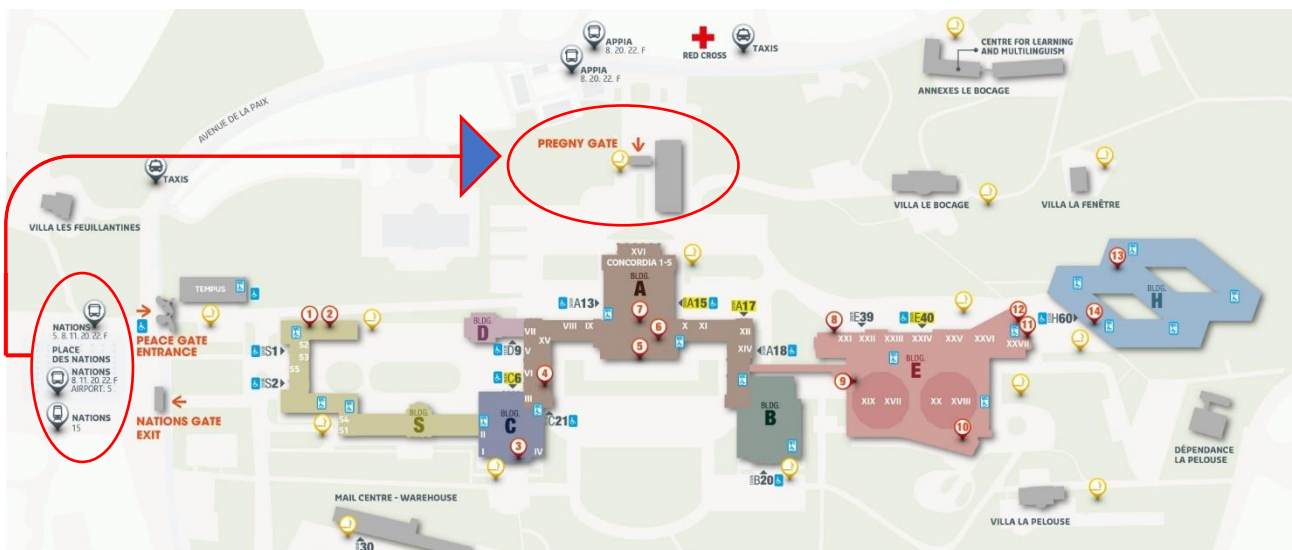 APPIA
8. 20. 22. F
APPIA
8. 20. 22. F
RED CROSS
TAXIS
CENTRE FOR LEARNING
AND MULTILINGUISM
ANNEXES LE BOCAGE
AVENUE DE LA PAIX
PREGNY GATE
TAXIS
VILLA LES FEUILLANTINES
VILLA LE BOCAGE
VILLA LA FENÊTRE
XVI
CONCORDIA 1-5
BLDG.
A
TEMPUS
NATIONS
5. 8. 11. 20. 22. F
PLACE
DES NATIONS
NATIONS
8. 11. 20. 22. F
AIRPORT: 5
NATIONS
15
PEACE GATE
ENTRANCE
NATIONS GATE
EXIT
1
2
S2
S3
S5
S1
S2
S4
S1
BLDG.
S
BLDG.
D
D9
C6
VII
V
VI
III
XV
4
VIII
IX
A13
7
6
5
X
XI
A15
A17
XII
XIV
A18
BLDG.
C
II
I
3
IV
C21
BLDG.
B
B20
8
E39
E40
XXI
XXII
XXIII
XXIV
XXV
XXVI
XXVII
12
11
BLDG.
E
9
XIX
XVII
XX
XVIII
10
H60
13
14
BLDG.
H
DÉPENDANCE
LA PELOUSE
VILLA LA PELOUSE
MAIL CENTRE - WAREHOUSE
30